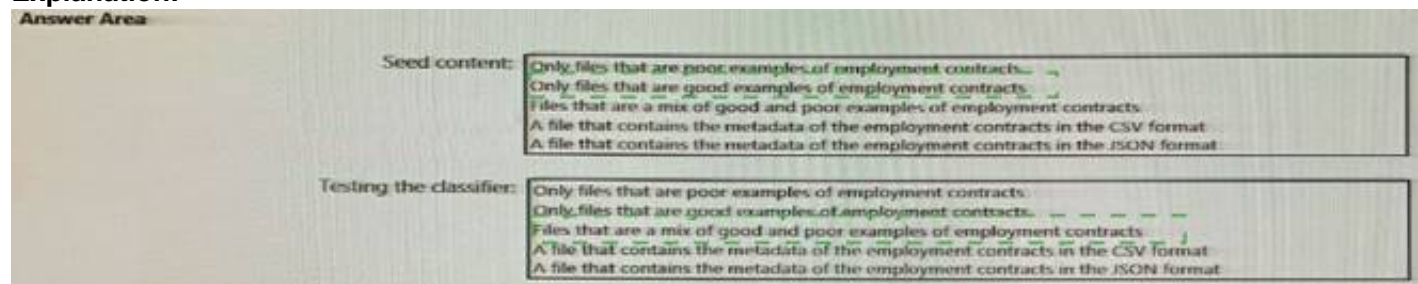 Explanation:
Answer Area
Seed content:
Only files that are poor examples of employment contracts
Only files that are good examples of employment contracts
Files that are a mix of good and poor examples of employment contracts
A file that contains the metadata of the employment contracts in the CSV format
A file that contains the metadata of the employment contracts in the JSON format
Testing the classifier:
Only files that are poor examples of employment contracts
Only files that are good examples of employment contracts
Files that are a mix of good and poor examples of employment contracts
A file that contains the metadata of the employment contracts in the CSV format
A file that contains the metadata of the employment contracts in the JSON format